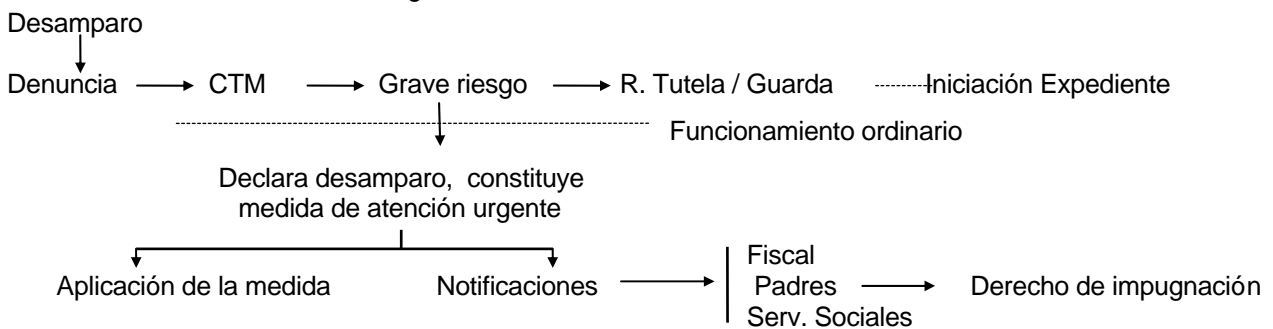 Desamparo
Denuncia CTM Grave riesgo R. Tutela / Guarda Iniciación Expediente
Funcionamiento ordinario
Declara desamparo, constituye
medida de atención urgente
Fiscal
Aplicación de la medida Notificaciones Padres Derecho de impugnación
Serv. Sociales